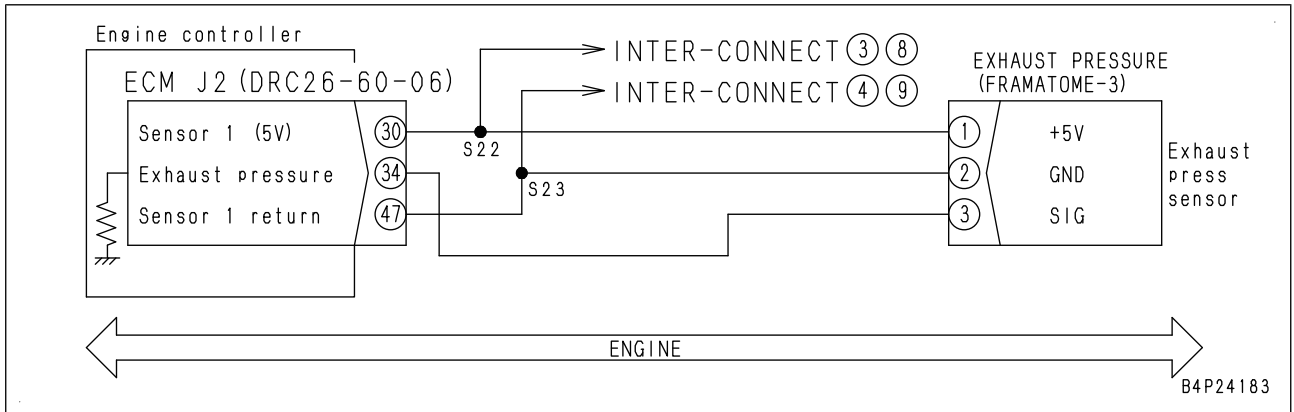 Engine controller
ECM J2 (DRC26-60-06)
Sensor 1 (5V)
Exhaust pressure
Sensor 1 return
30
34
47
S22
S23
INTER-CONNECT 3 8
INTER-CONNECT 4 9
EXHAUST PRESSURE
(FRAMATOME-3)
1 +5V
2 GND
3 SIG
Exhaust
press
sensor
ENGINE
B4P24183